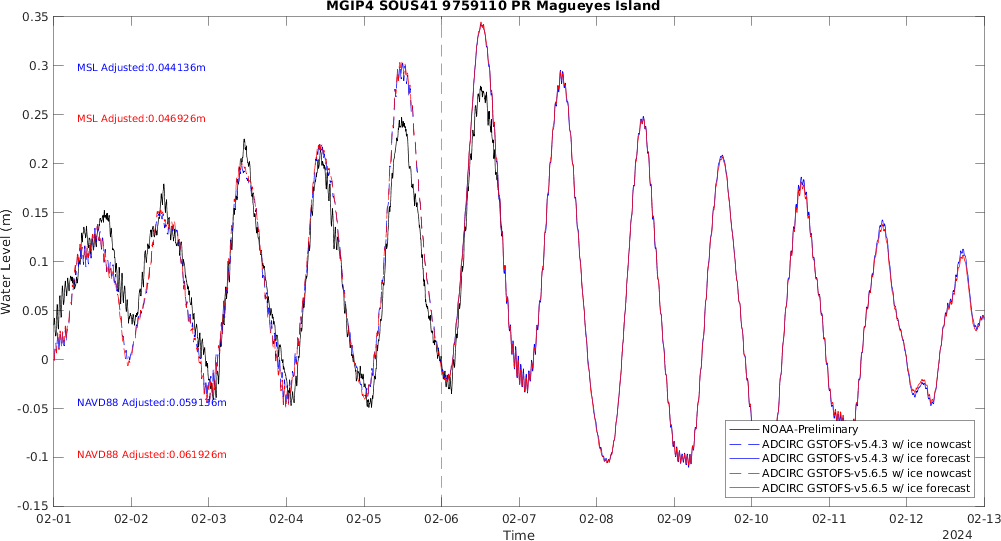 MGIP4 SOUS41 9759110 PR Magueyes Island
Water Level (m)
0.35
0.3
0.25
0.2
0.15
0.1
0.05
0
-0.05
-0.1
-0.15
MSL Adjusted:0.044136m
MSL Adjusted:0.046926m
NAVD88 Adjusted:0.059136m
NAVD88 Adjusted:0.061926m
NOAA-Preliminary
ADCIRC GSTOFS-v5.4.3 w/ ice nowcast
ADCIRC GSTOFS-v5.4.3 w/ ice forecast
ADCIRC GSTOFS-v5.6.5 w/ ice nowcast
ADCIRC GSTOFS-v5.6.5 w/ ice forecast
02-01 02-02 02-03 02-04 02-05 02-06 02-07 02-08 02-09 02-10 02-11 02-12 02-13
Time
2024